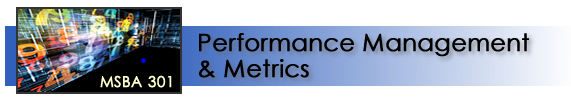 Performance Management
& Metrics
MSBA 301